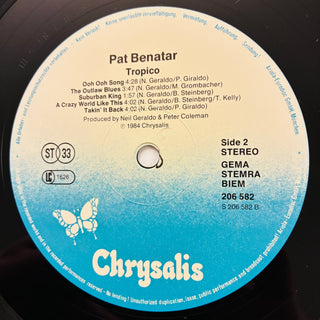 Pat Benatar
Tropico
Ooh Ooh Song 4:28 (N. Geraldo/P. Giraldo)
The Outlaw Blues 3:47 (N. Geraldo/M. Grombacher)
Suburban King 1:57 (N. Geraldo/B. Steinberg)
A Crazy World Like This 4:02 (N. Geraldo/B. Steinberg/T. Kelly)
Takin' It Back 4:02 (N. Geraldo/P. Giraldo)
Produced by Neil Geraldo & Peter Coleman
℗ 1984 Chrysalis
ST 33
LC 1626
Side 2
STEREO
GEMA
STEMRA
BIEM
206 582
S 206 582 B
Chrysalis